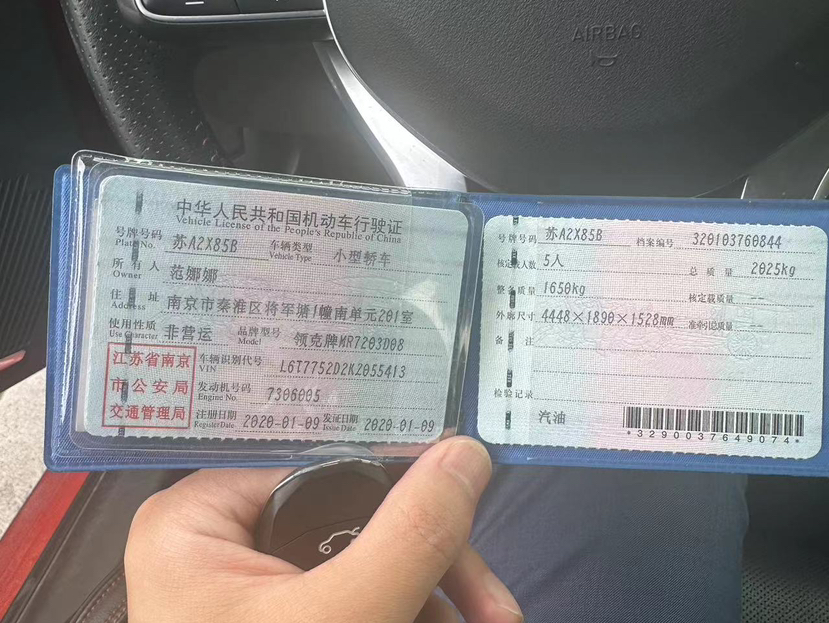 AIRBAG
中华人民共和国机动车行驶证
Vehicle License of the People's Republic of China
号牌号码 苏A2X85B 车辆类型 小型轿车
Plate No. Vehicle Type
所有人 范娜娜
Owner
住址 南京市秦淮区将军塘1幢南单元201室
Address
使用性质 非营运 品牌型号 领克牌MR7203D08
Use Character Model
江苏省南京
市公安局
交通管理局
车辆识别代号 L6T7752D2KZ055413
VIN
发动机号码 7306005
Engine No.
注册日期 2020-01-09 发证日期 2020-01-09
Register Date Issue Date
号牌号码 苏A2X85B 档案编号 320103760844
核定载人数 5人 总质量 2025kg
整备质量 1650kg 核定载质量 --
外廓尺寸 4448×1890×1528mm 准牵引总质量 --
备注
检验记录
汽油
*3290037649074*